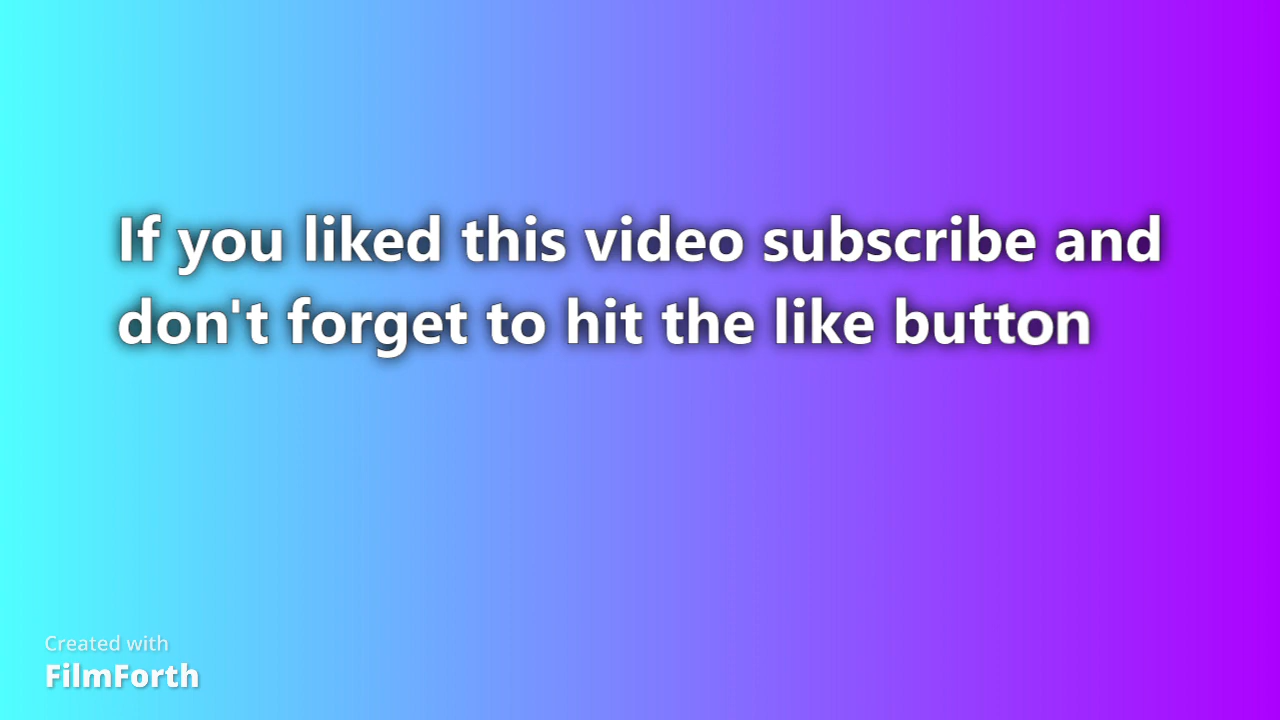 If you liked this video subscribe and
don't forget to hit the like button
Created with
FilmForth